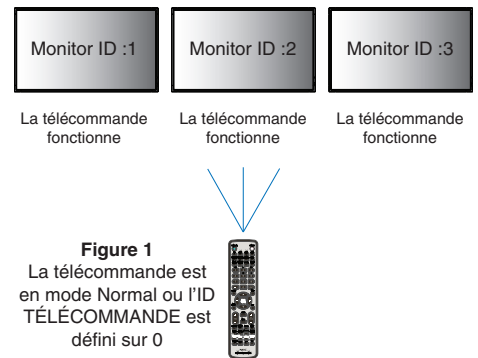 Monitor ID :1
Monitor ID :2
Monitor ID :3
La télécommande
fonctionne
La télécommande
fonctionne
La télécommande
fonctionne
Figure 1
La télécommande est
en mode Normal ou l'ID
TÉLÉCOMMANDE est
défini sur 0